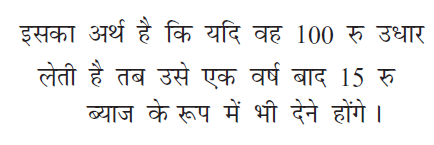 इसका अर्थ है कि यदि वह 100 रु उधार
लेती है तब उसे एक वर्ष बाद 15 रु
ब्याज के रूप में भी देने होंगे ।